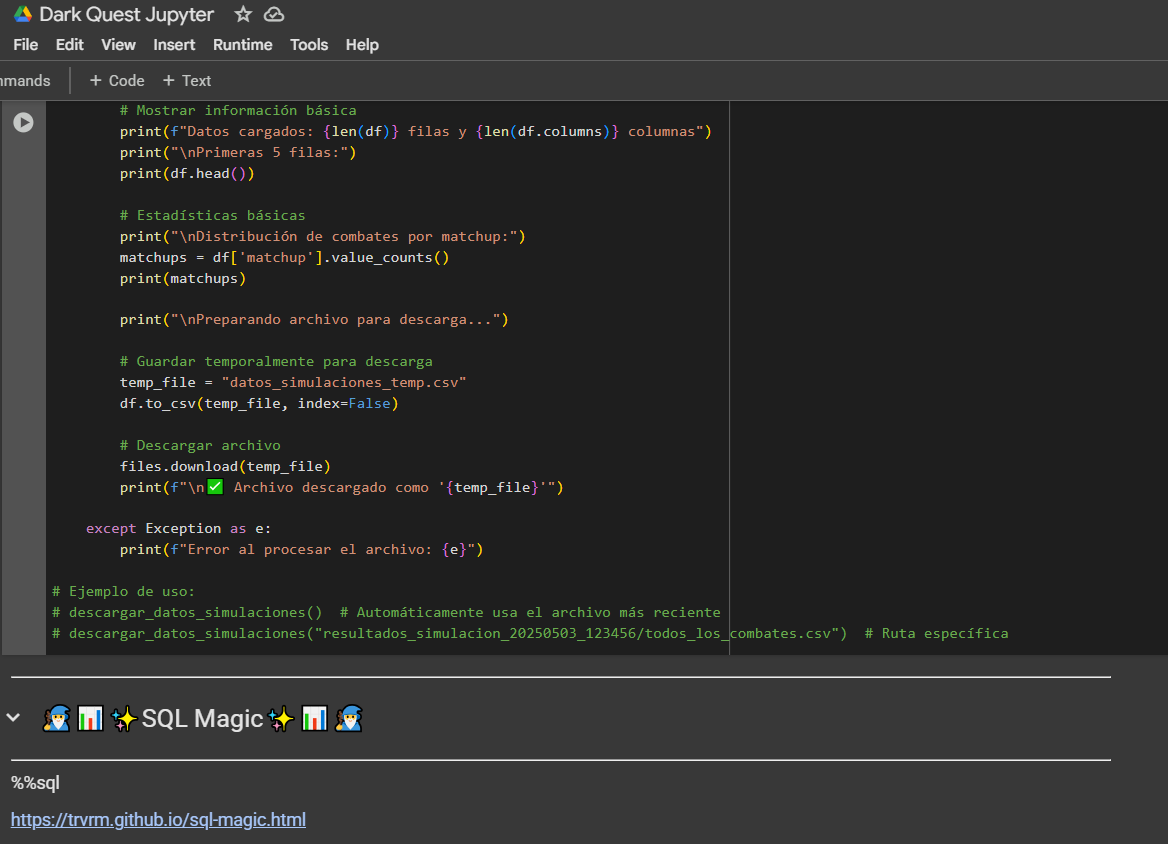 Dark Quest Jupyter
File Edit View Insert Runtime Tools Help
mmands + Code + Text
# Mostrar información básica
print(f"Datos cargados: {len(df)} filas y {len(df.columns)} columnas")
print("\nPrimeras 5 filas:")
print(df.head())
# Estadísticas básicas
print("\nDistribución de combates por matchup:")
matchups = df['matchup'].value_counts()
print(matchups)
print("\nPreparando archivo para descarga...")
# Guardar temporalmente para descarga
temp_file = "datos_simulaciones_temp.csv"
df.to_csv(temp_file, index=False)
# Descargar archivo
files.download(temp_file)
print(f"\n✅ Archivo descargado como '{temp_file}'")
except Exception as e:
print(f"Error al procesar el archivo: {e}")
# Ejemplo de uso:
# descargar_datos_simulaciones()  # Automáticamente usa el archivo más reciente
# descargar_datos_simulaciones("resultados_simulacion_20250503_123456/todos_los_combates.csv")  # Ruta específica
🧙‍♂️📊✨SQL Magic✨📊🧙‍♂️
%%sql
https://trvrm.github.io/sql-magic.html